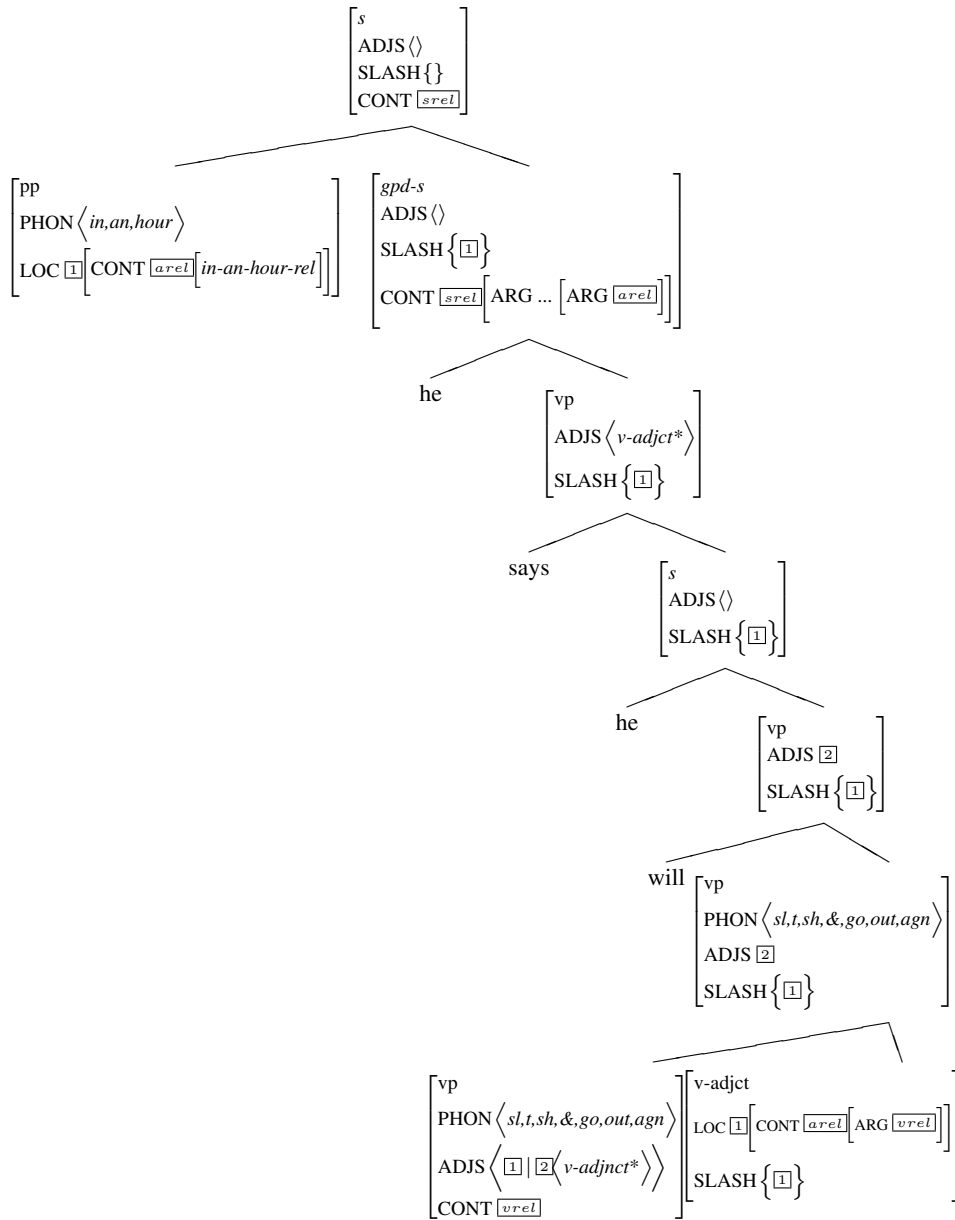 s
ADJS ⟨⟩
SLASH {}
CONT srel
pp
PHON ⟨in,an,hour⟩
LOC 1 [CONT arel [in-an-hour-rel]]
gpd-s
ADJS ⟨⟩
SLASH {1}
CONT srel [ARG ... [ARG arel]]
he
vp
ADJS ⟨v-adjct*⟩
SLASH {1}
says
s
ADJS ⟨⟩
SLASH {1}
he
vp
ADJS 2
SLASH {1}
will
vp
PHON ⟨sl,t,sh,&,go,out,agn⟩
ADJS 2
SLASH {1}
vp
PHON ⟨sl,t,sh,&,go,out,agn⟩
ADJS ⟨1 | 2⟨v-adjnct*⟩⟩
CONT vrel
v-adjct
LOC 1 [CONT arel [ARG vrel]]
SLASH {1}